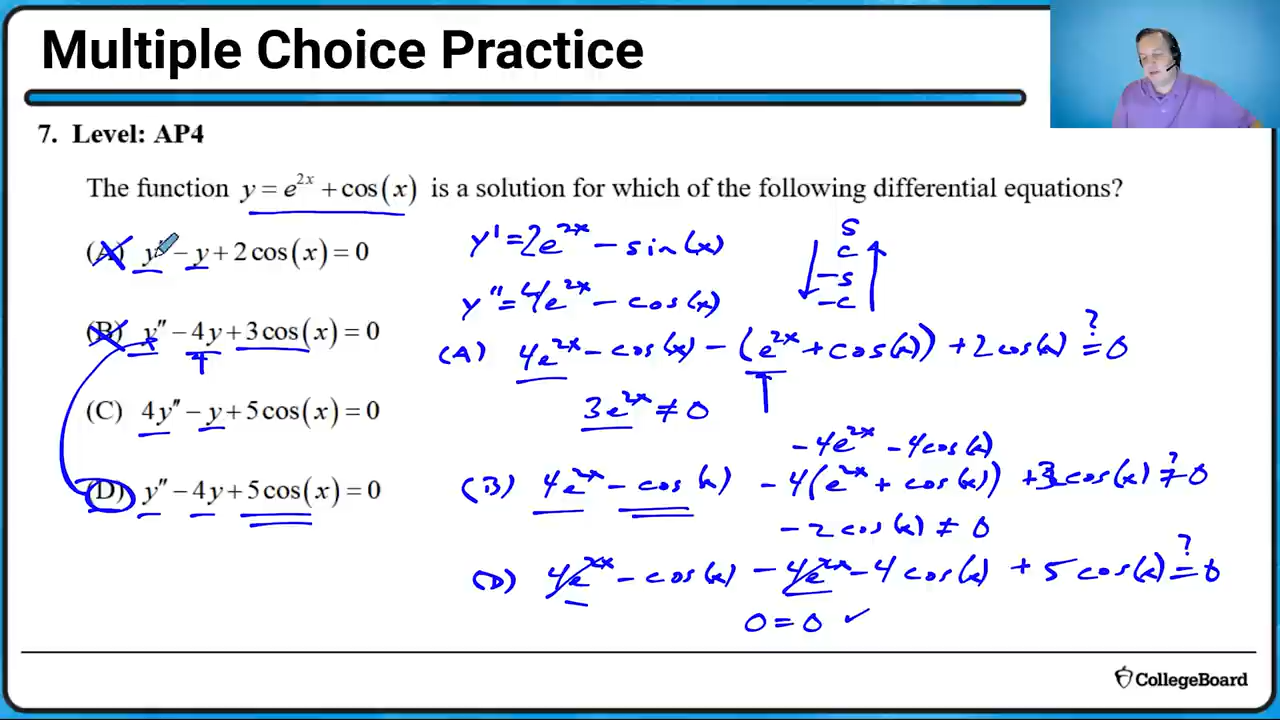 Multiple Choice Practice
7. Level: AP4
The function y = e^{2x} + cos(x) is a solution for which of the following differential equations?
(A) y″ − y + 2cos(x) = 0
(B) y″ − 4y + 3cos(x) = 0
(C) 4y″ − y + 5cos(x) = 0
(D) y″ − 4y + 5cos(x) = 0
y' = 2e^{2x} − sin(x)
y" = 4e^{2x} − cos(x)
S
C
−S
−C
(A) 4e^{2x} − cos(x) − (e^{2x} + cos(x)) + 2cos(x) ≟ 0
3e^{2x} ≠ 0
−4e^{2x} − 4cos(x)
(B) 4e^{2x} − cos(x) − 4(e^{2x} + cos(x)) + 3cos(x) ≟ 0
−2cos(x) ≠ 0
(D) 4e^{2x} − cos(x) − 4e^{2x} − 4cos(x) + 5cos(x) ≟ 0
0 = 0 ✓
CollegeBoard